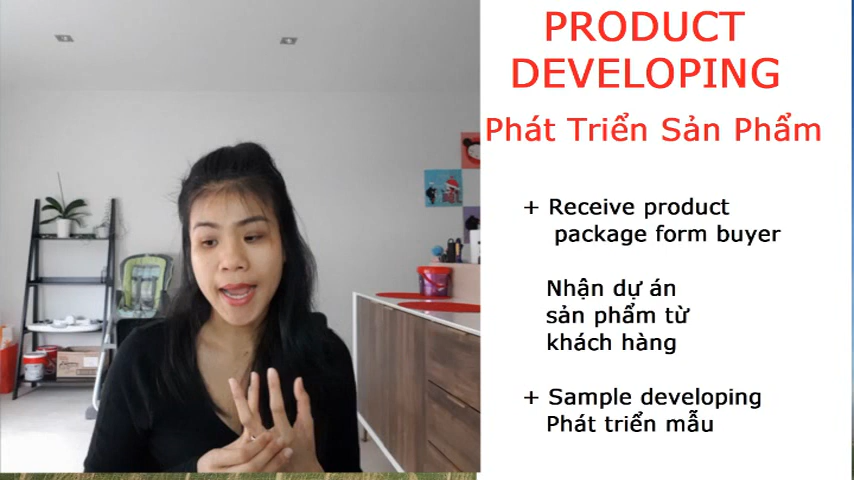 PRODUCT
DEVELOPING
Phát Triển Sản Phẩm
+ Receive product
package form buyer
Nhận dự án
sản phẩm từ
khách hàng
+ Sample developing
Phát triển mẫu